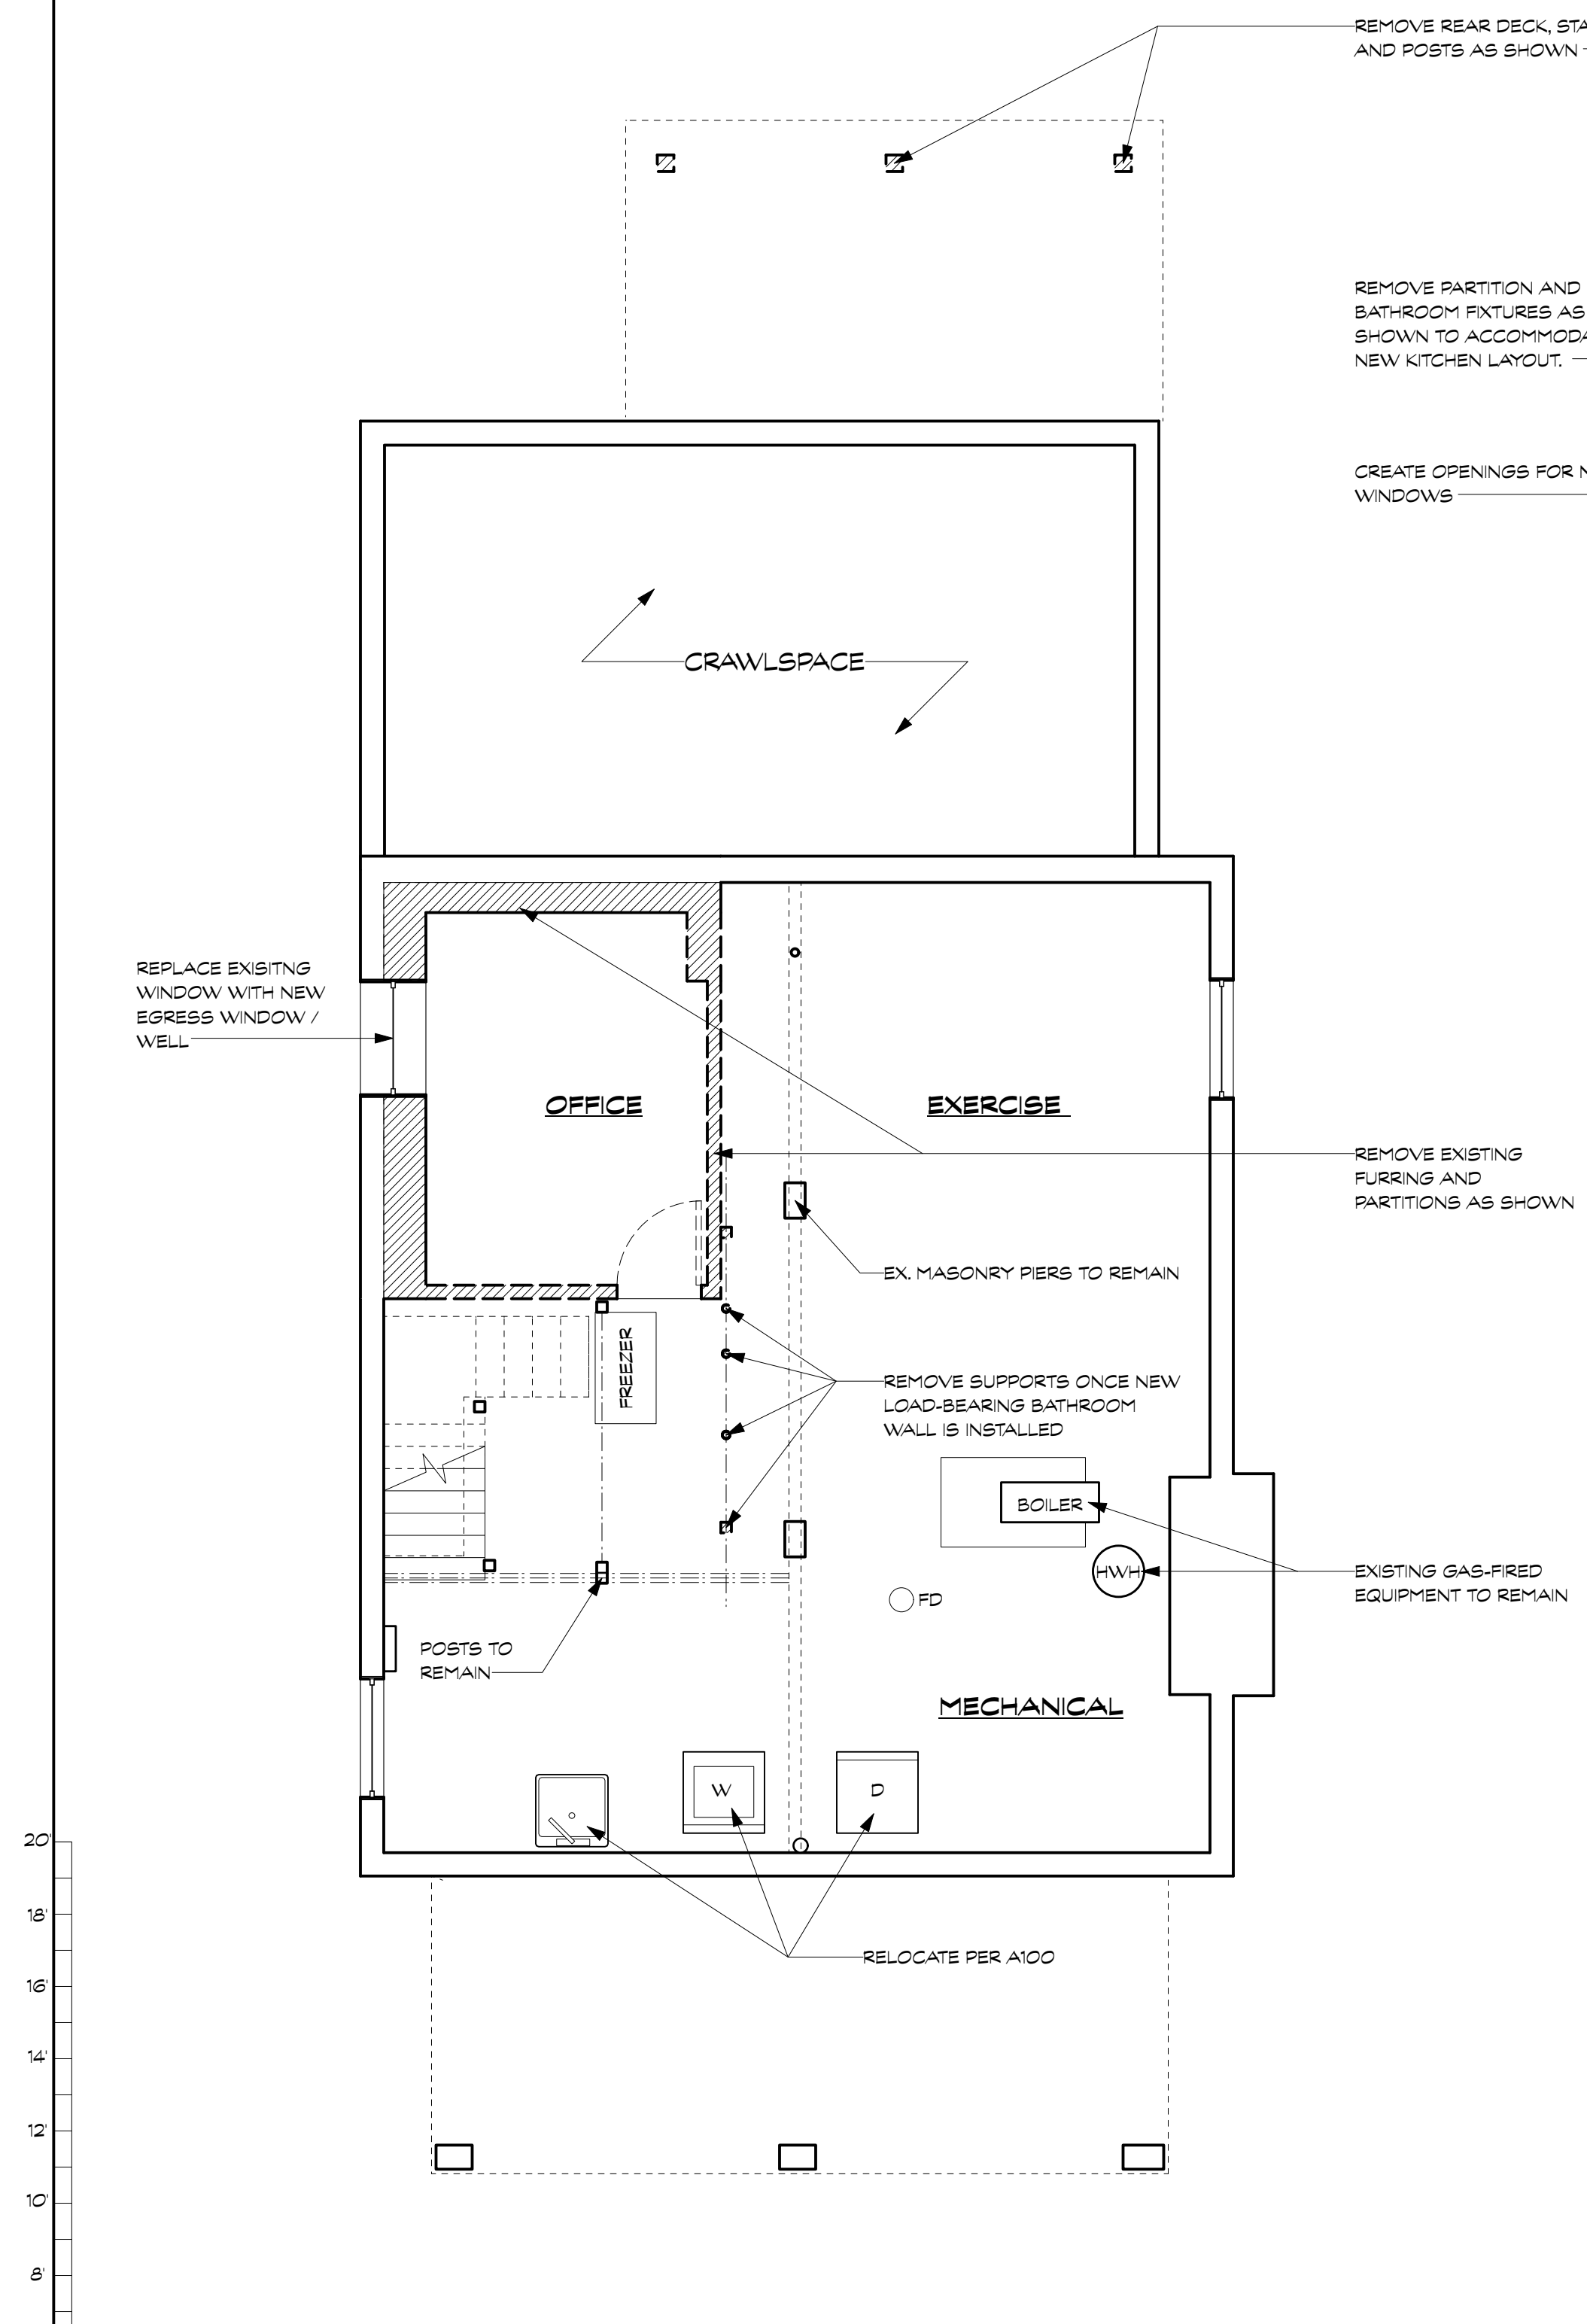 REMOVE REAR DECK, STA
AND POSTS AS SHOWN
REMOVE PARTITION AND
BATHROOM FIXTURES AS
SHOWN TO ACCOMMODA
NEW KITCHEN LAYOUT.
CREATE OPENINGS FOR N
WINDOWS
CRAWLSPACE
REPLACE EXISITNG
WINDOW WITH NEW
EGRESS WINDOW /
WELL
OFFICE
EXERCISE
REMOVE EXISTING
FURRING AND
PARTITIONS AS SHOWN
EX. MASONRY PIERS TO REMAIN
FREEZER
REMOVE SUPPORTS ONCE NEW
LOAD-BEARING BATHROOM
WALL IS INSTALLED
BOILER
HWH
EXISTING GAS-FIRED
EQUIPMENT TO REMAIN
FD
POSTS TO
REMAIN
MECHANICAL
W
D
RELOCATE PER A100
20'
18'
16'
14'
12'
10'
8'